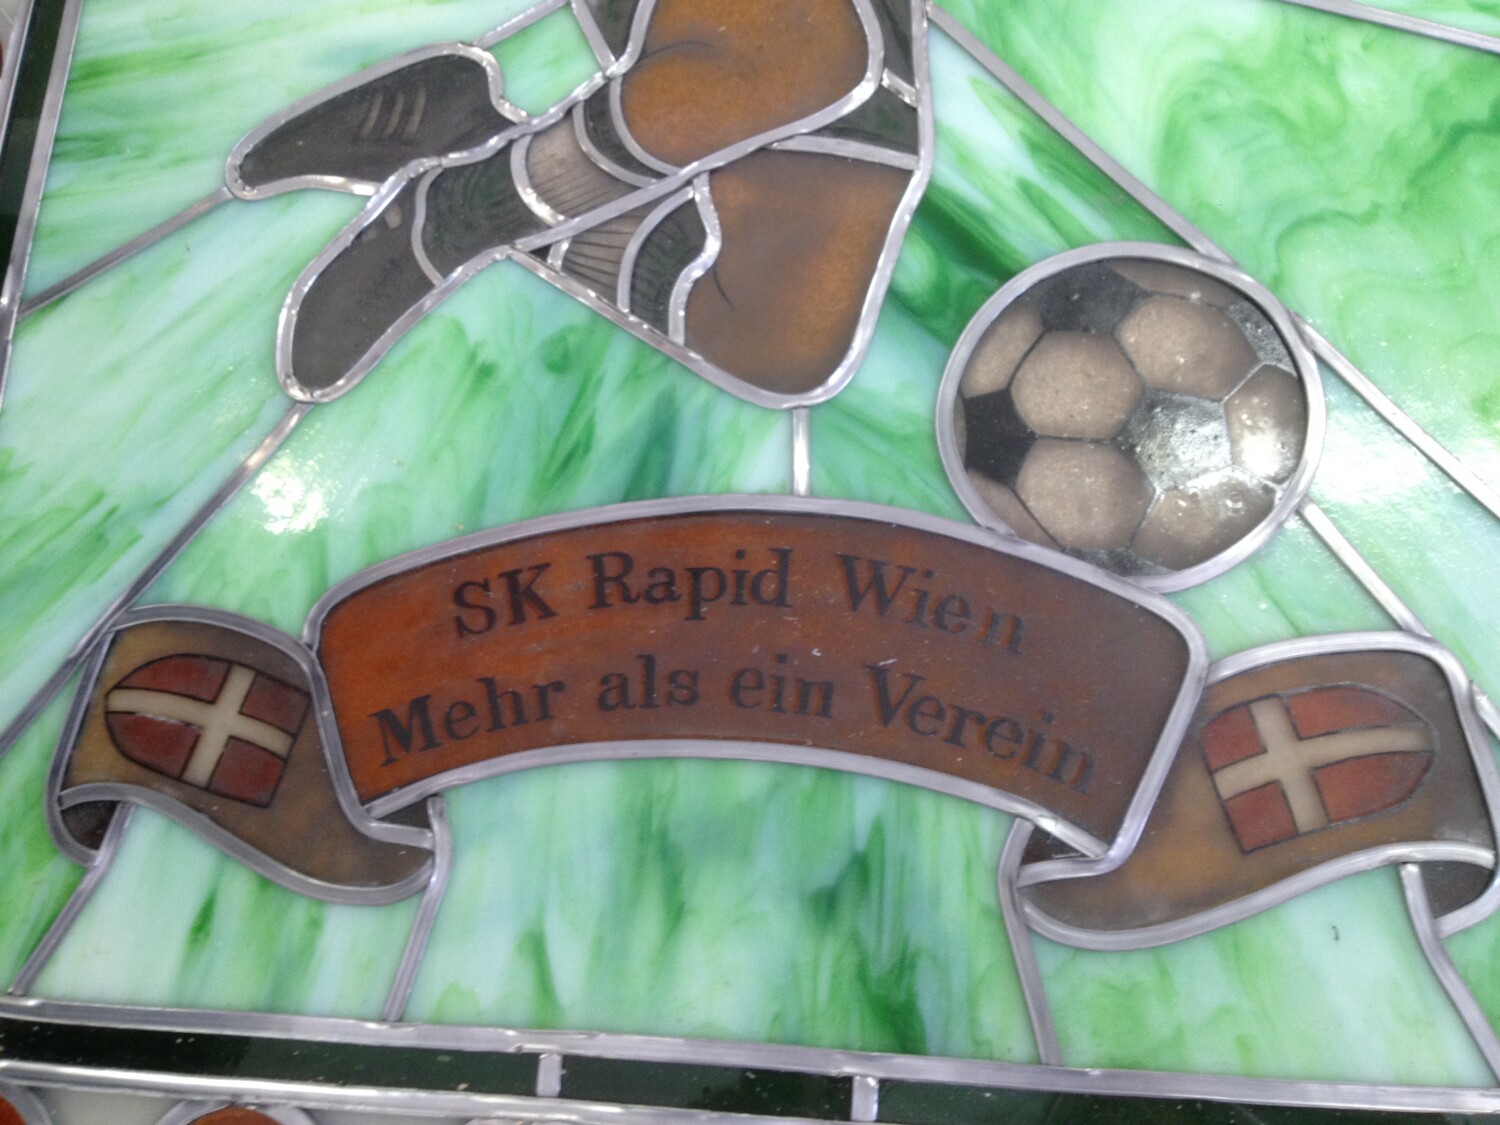 SK Rapid Wien
Mehr als ein Verein